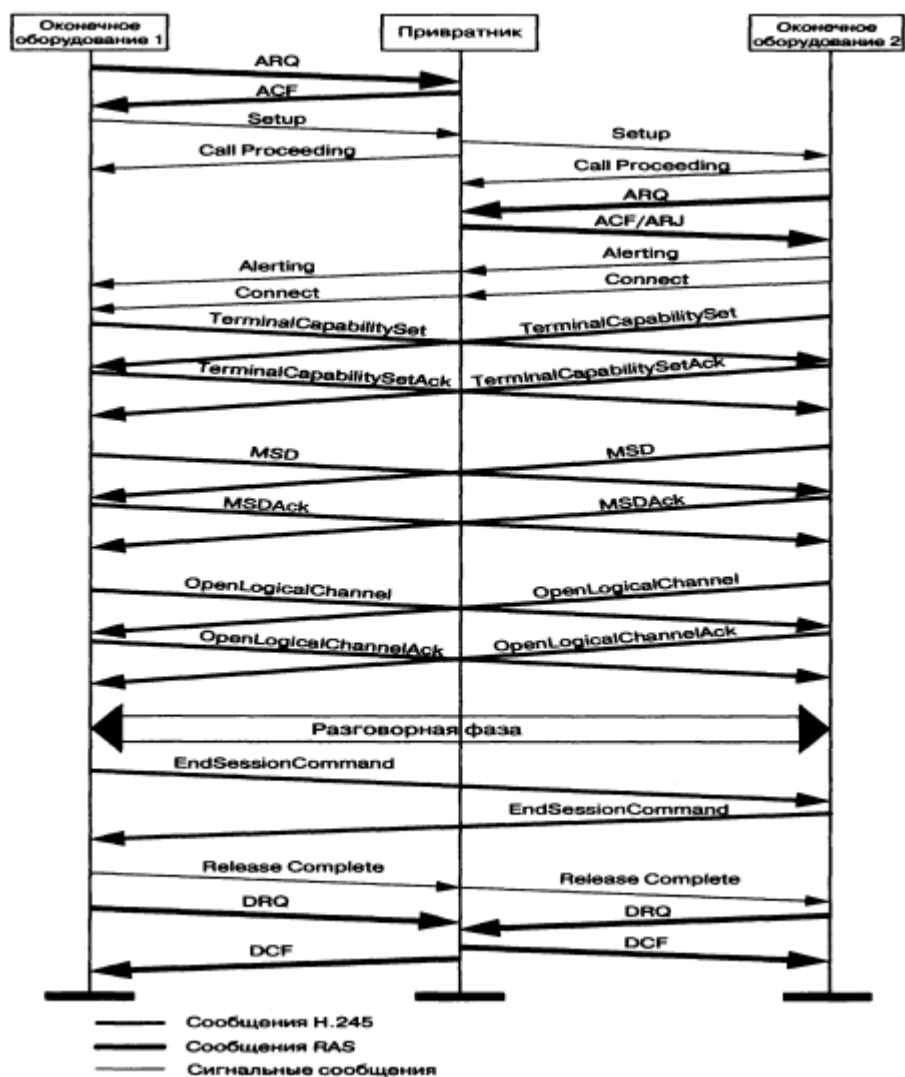 Оконечное
оборудование 1
Привратник
Оконечное
оборудование 2
ARQ
ACF
Setup
Setup
Call Proceeding
Call Proceeding
ARQ
ACF/ARJ
Alerting
Alerting
Connect
Connect
TerminalCapabilitySet
TerminalCapabilitySet
TerminalCapabilitySetAck
TerminalCapabilitySetAck
MSD
MSD
MSDAck
MSDAck
OpenLogicalChannel
OpenLogicalChannel
OpenLogicalChannelAck
OpenLogicalChannelAck
Разговорная фаза
EndSessionCommand
EndSessionCommand
Release Complete
Release Complete
DRQ
DRQ
DCF
DCF
Сообщения H.245
Сообщения RAS
Сигнальные сообщения